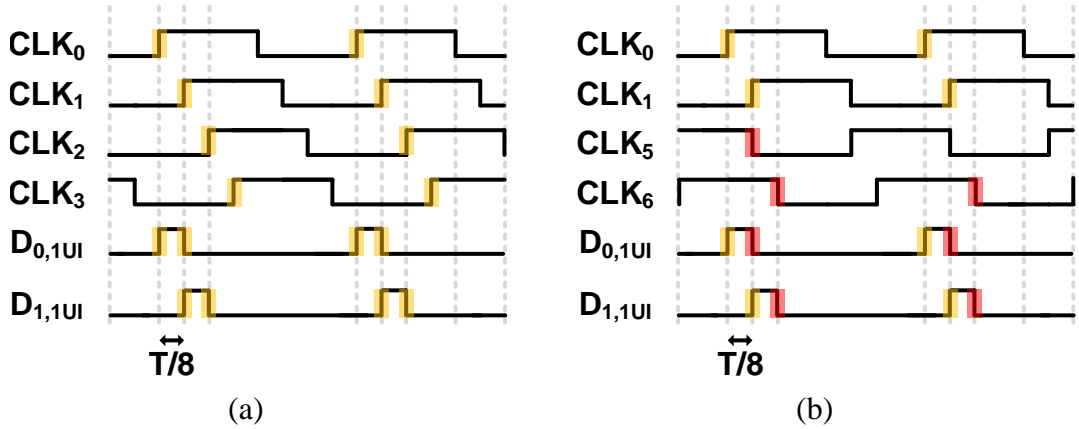 CLK₀
CLK₁
CLK₂
CLK₃
D₀,₁UI
D₁,₁UI
T/8
(a)
CLK₀
CLK₁
CLK₅
CLK₆
D₀,₁UI
D₁,₁UI
T/8
(b)